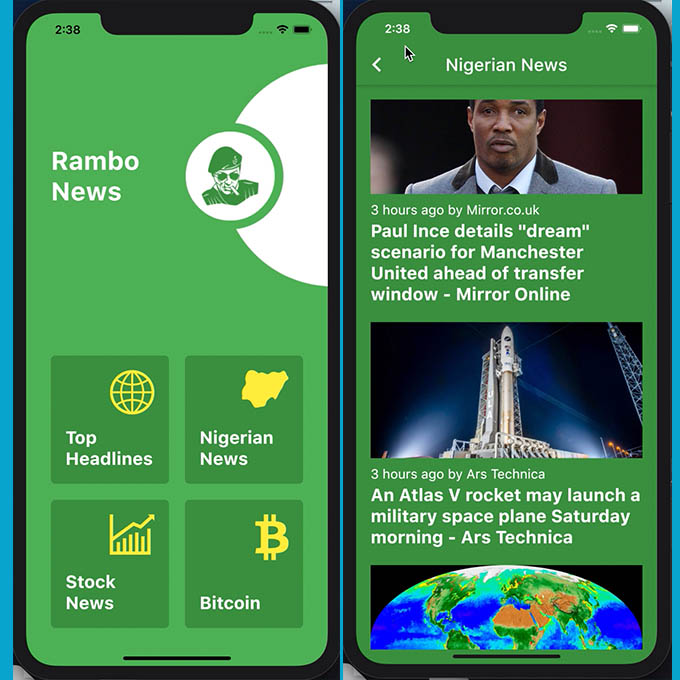 2:38
Rambo
News
Top
Headlines
Nigerian
News
Stock
News
Bitcoin
2:38
Nigerian News
3 hours ago by Mirror.co.uk
Paul Ince details "dream"
scenario for Manchester
United ahead of transfer
window - Mirror Online
3 hours ago by Ars Technica
An Atlas V rocket may launch a
military space plane Saturday
morning - Ars Technica